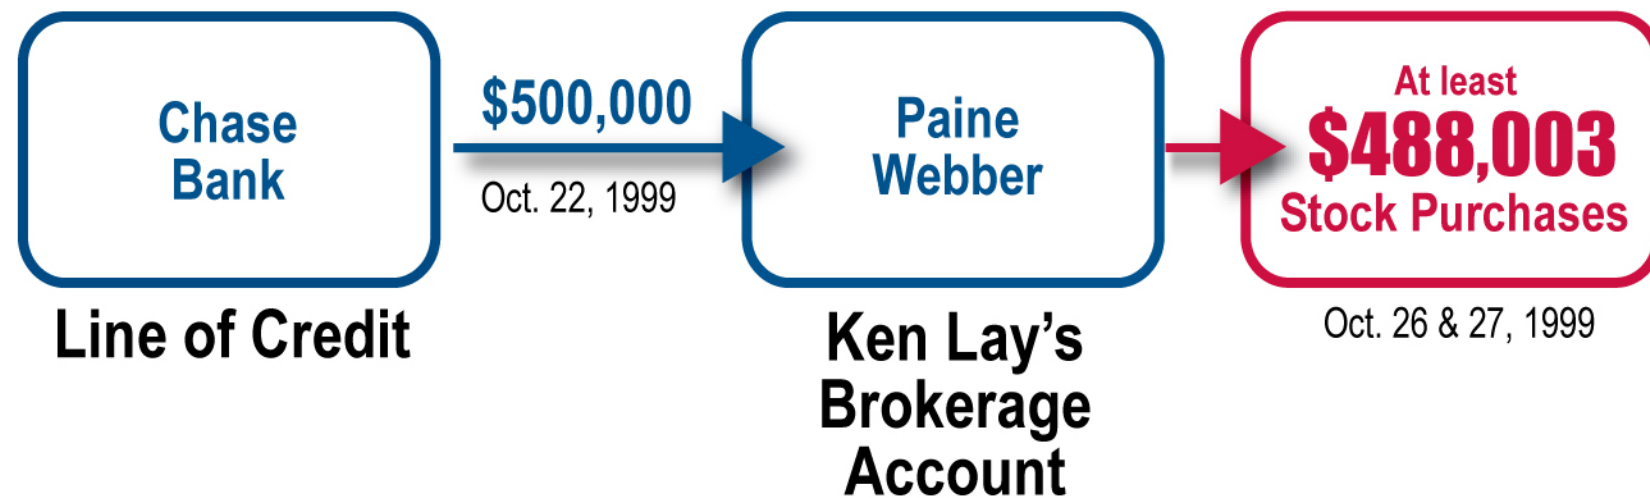 Chase
Bank
Line of Credit
$500,000
Oct. 22, 1999
Paine
Webber
Ken Lay’s
Brokerage
Account
At least
$488,003
Stock Purchases
Oct. 26 & 27, 1999